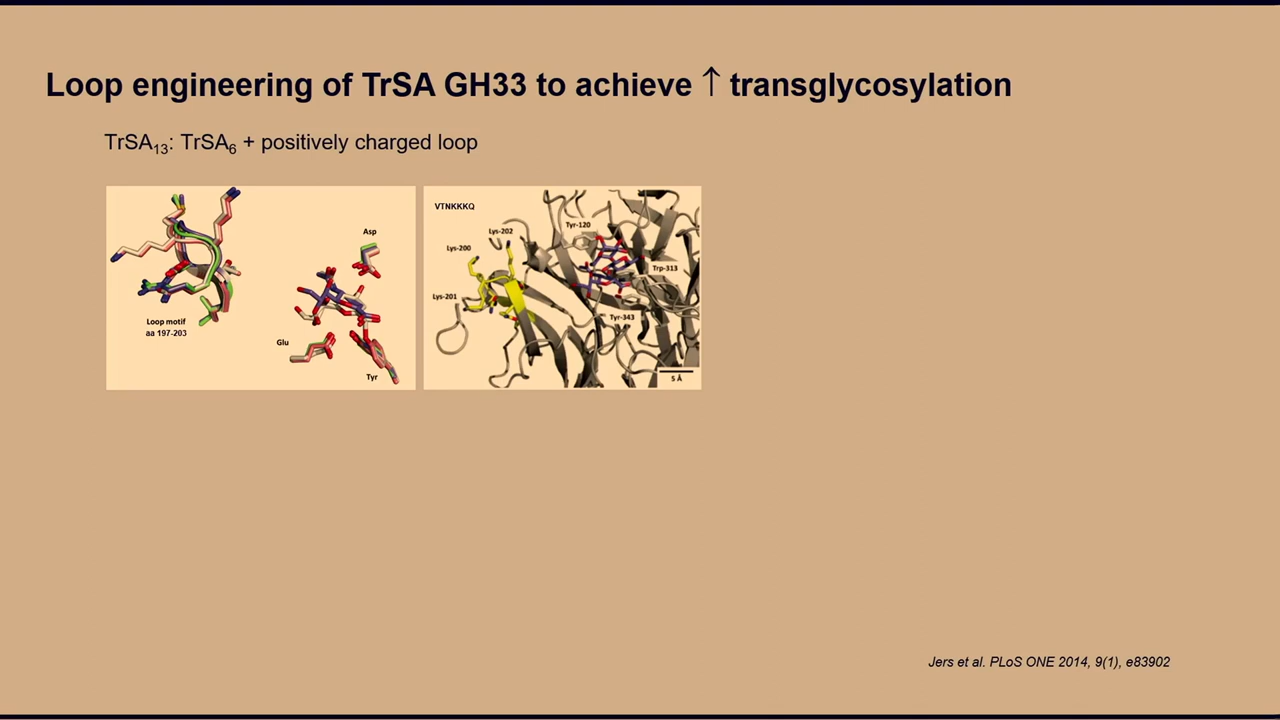 Loop engineering of TrSA GH33 to achieve ↑ transglycosylation
TrSA₁₃: TrSA₆ + positively charged loop
Asp
Loop motif
aa 197-203
Glu
Tyr
VTNKKKQ
Lys-202
Tyr-120
Lys-200
Trp-313
Lys-201
Tyr-343
5 Å
Jers et al. PLoS ONE 2014, 9(1), e83902